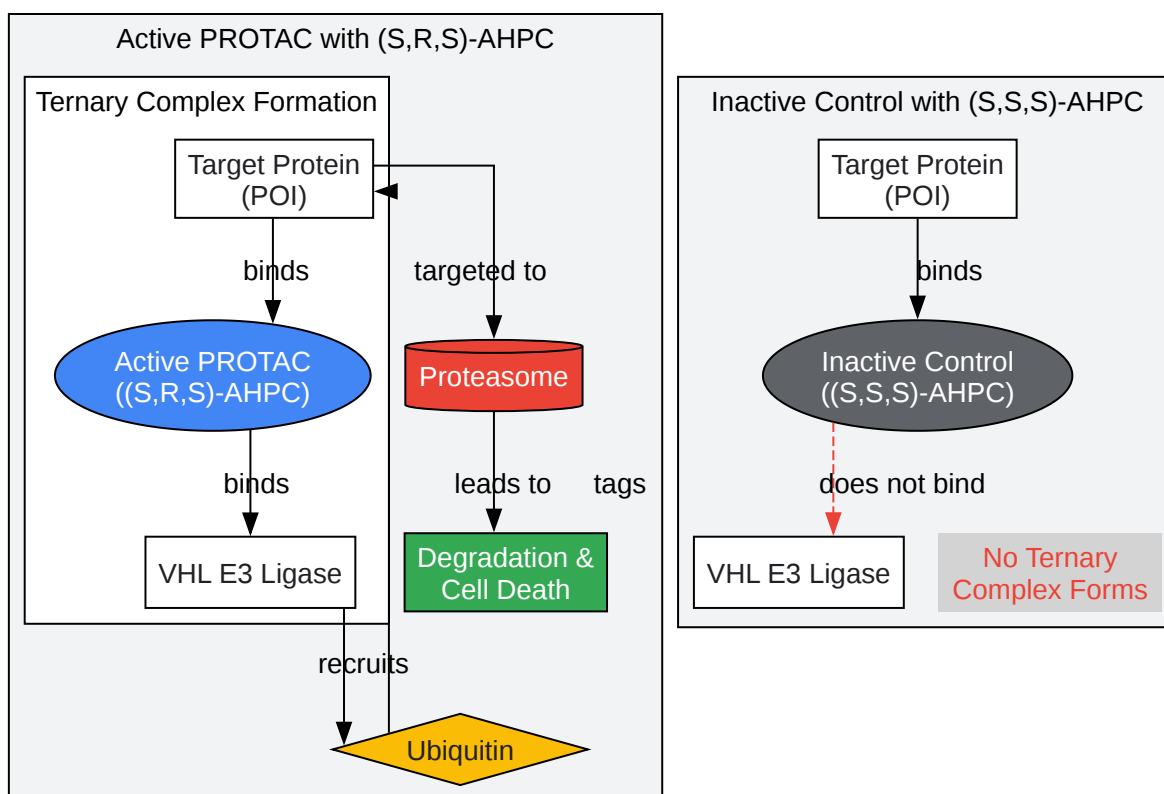 Active PROTAC with (S,R,S)-AHPC
Ternary Complex Formation
Target Protein
(POI)
binds
targeted to
Active PROTAC
((S,R,S)-AHPC)
Proteasome
binds
leads to
tags
VHL E3 Ligase
Degradation &
Cell Death
recruits
Ubiquitin
Inactive Control with (S,S,S)-AHPC
Target Protein
(POI)
binds
Inactive Control
((S,S,S)-AHPC)
does not bind
VHL E3 Ligase
No Ternary
Complex Forms